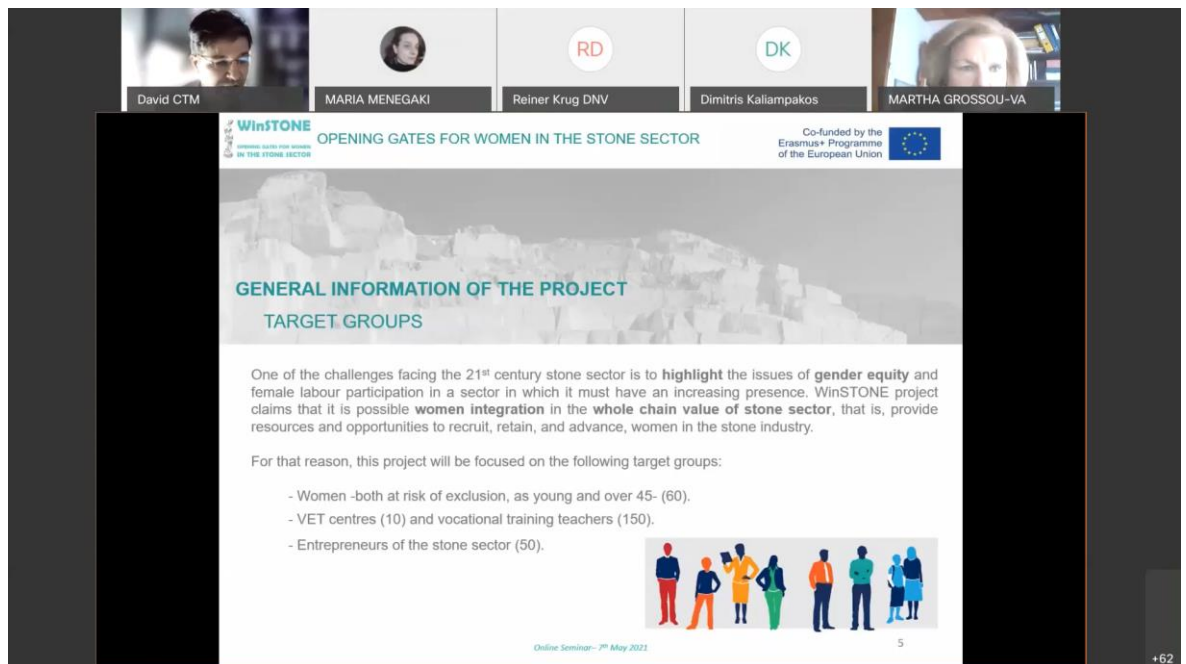 RD
DK
David CTM
MARIA MENEGAKI
Reiner Krug DNV
Dimitris Kaliampakos
MARTHA GROSSOU-VA
WinSTONE
OPENING GATES FOR WOMEN
IN THE STONE SECTOR
OPENING GATES FOR WOMEN IN THE STONE SECTOR
Co-funded by the
Erasmus+ Programme
of the European Union
GENERAL INFORMATION OF THE PROJECT
TARGET GROUPS
One of the challenges facing the 21st century stone sector is to highlight the issues of gender equity and
female labour participation in a sector in which it must have an increasing presence. WinSTONE project
claims that it is possible women integration in the whole chain value of stone sector, that is, provide
resources and opportunities to recruit, retain, and advance, women in the stone industry.
For that reason, this project will be focused on the following target groups:
- Women -both at risk of exclusion, as young and over 45- (60).
- VET centres (10) and vocational training teachers (150).
- Entrepreneurs of the stone sector (50).
Online Seminar– 7th May 2021
5
+62